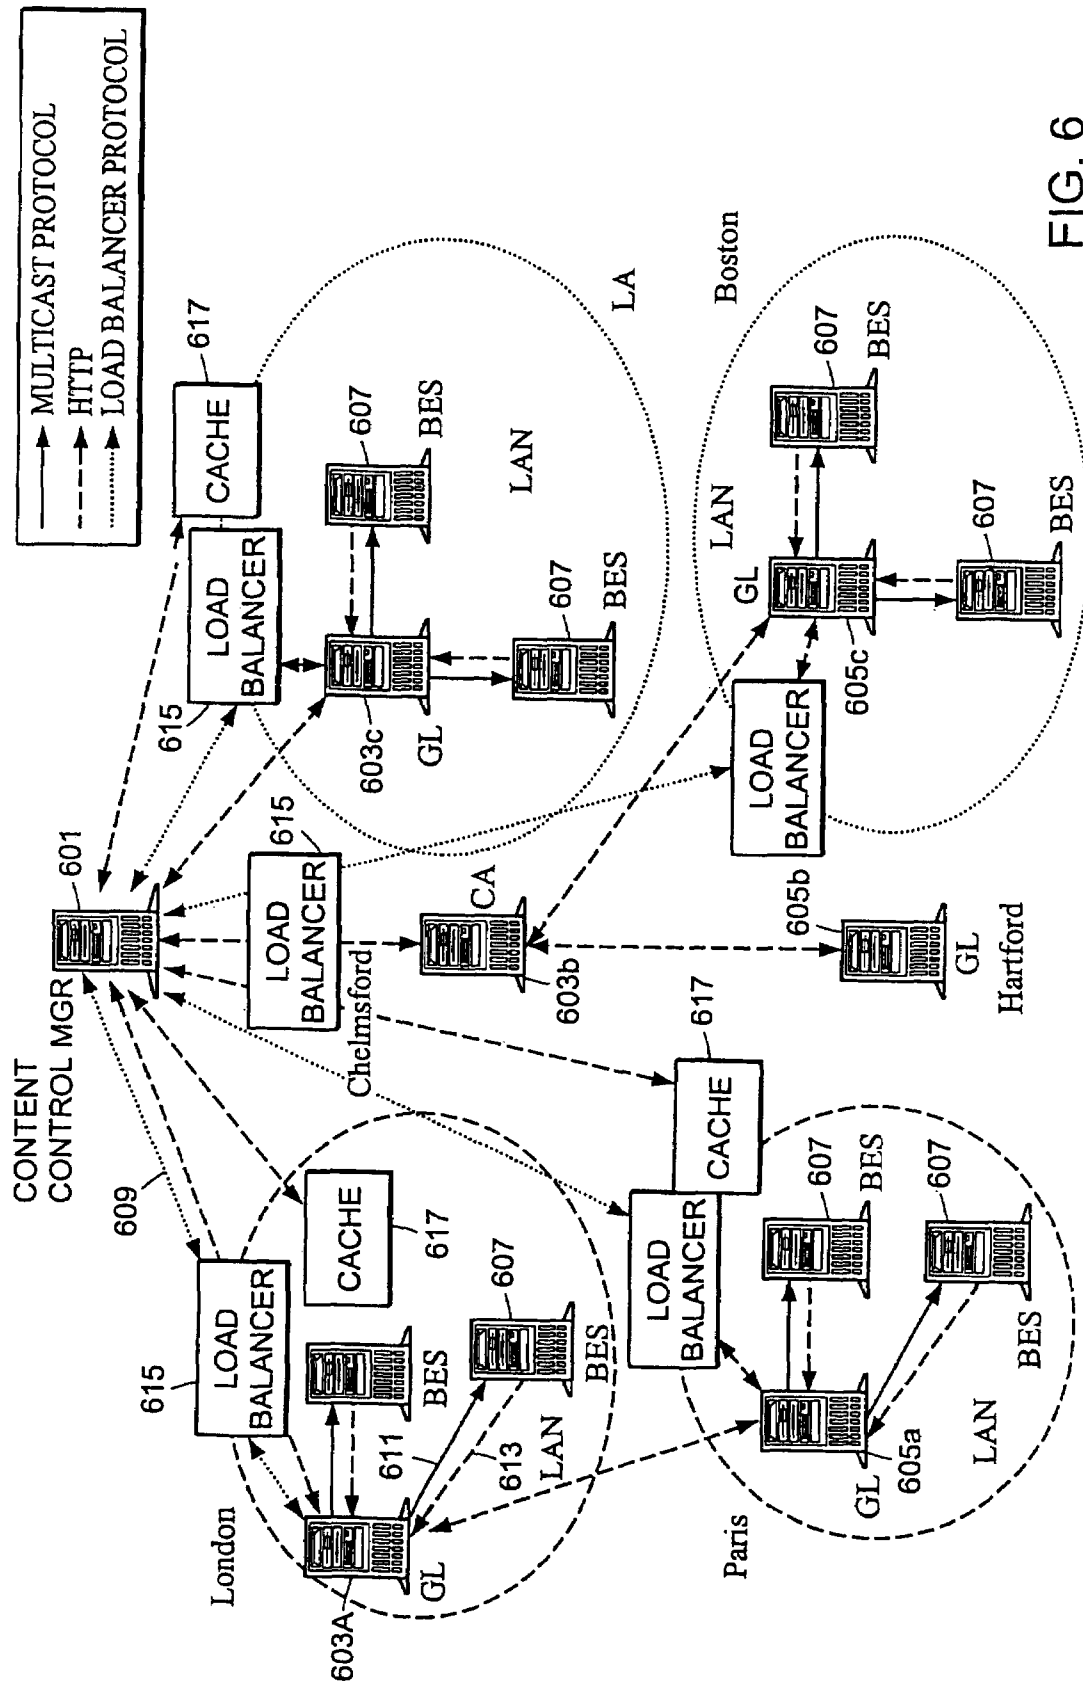 MULTICAST PROTOCOL
HTTP
LOAD BALANCER PROTOCOL
CONTENT
CONTROL MGR
601
609
615
LOAD
BALANCER
London
603A
GL
BES
611
613
LAN
607
BES
CACHE
617
Chelmsford
LOAD
BALANCER
615
CA
603b
615
LOAD
BALANCER
CACHE
617
603c
GL
607
BES
LAN
607
BES
LA
Paris
LOAD
BALANCER
CACHE
617
GL
605a
607
BES
607
BES
LAN
605b
GL
Hartford
Boston
LOAD
BALANCER
GL
LAN
605c
607
BES
607
BES
FIG. 6